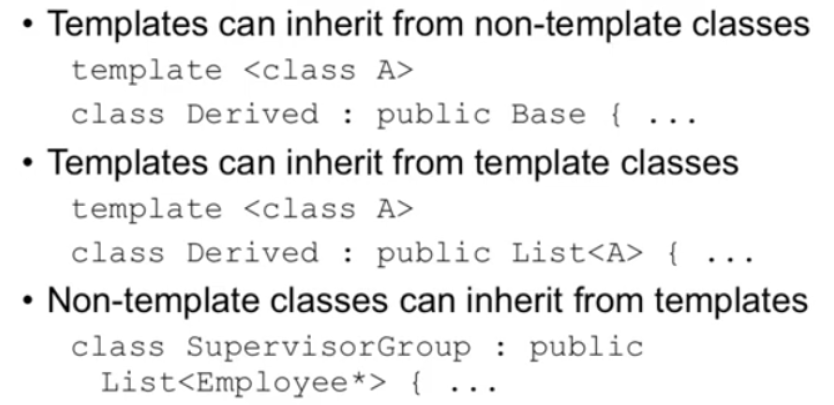 • Templates can inherit from non-template classes
template <class A>
class Derived : public Base { ...
• Templates can inherit from template classes
template <class A>
class Derived : public List<A> { ...
• Non-template classes can inherit from templates
class SupervisorGroup : public
List<Employee*> { ...